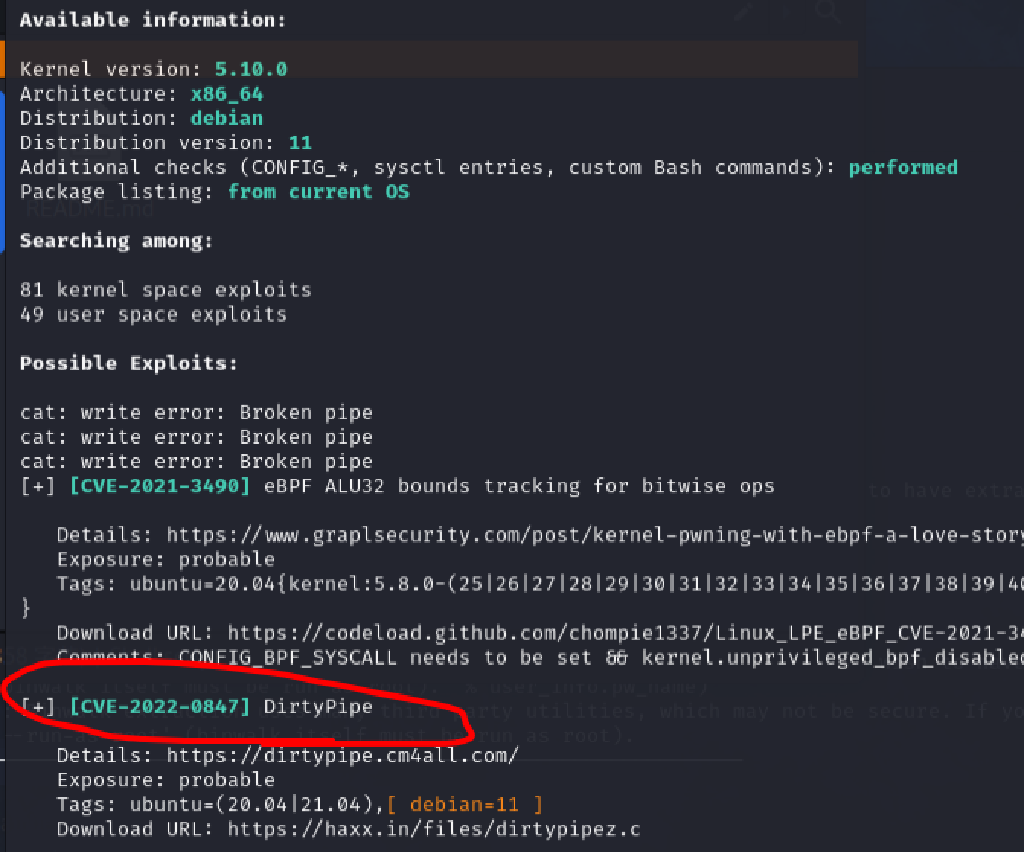 Available information:
Kernel version: 5.10.0
Architecture: x86_64
Distribution: debian
Distribution version: 11
Additional checks (CONFIG_*, sysctl entries, custom Bash commands): performed
Package listing: from current OS
README.md
Searching among:
81 kernel space exploits
49 user space exploits
Possible Exploits:
cat: write error: Broken pipe
cat: write error: Broken pipe
cat: write error: Broken pipe
[+] [CVE-2021-3490] eBPF ALU32 bounds tracking for bitwise ops
to have extra
Details: https://www.graplsecurity.com/post/kernel-pwning-with-ebpf-a-love-story
Exposure: probable
Tags: ubuntu=20.04{kernel:5.8.0-(25|26|27|28|29|30|31|32|33|34|35|36|37|38|39|40
}
Download URL: https://codeload.github.com/chompie1337/Linux_LPE_eBPF_CVE-2021-34
Comments: CONFIG_BPF_SYSCALL needs to be set && kernel.unprivileged_bpf_disabled
[+] [CVE-2022-0847] DirtyPipe
third party utilities, which may not be secure. If yo
(binwalk itself must be run as root).
Details: https://dirtypipe.cm4all.com/
Exposure: probable
Tags: ubuntu=(20.04|21.04),[ debian=11 ]
Download URL: https://haxx.in/files/dirtypipez.c